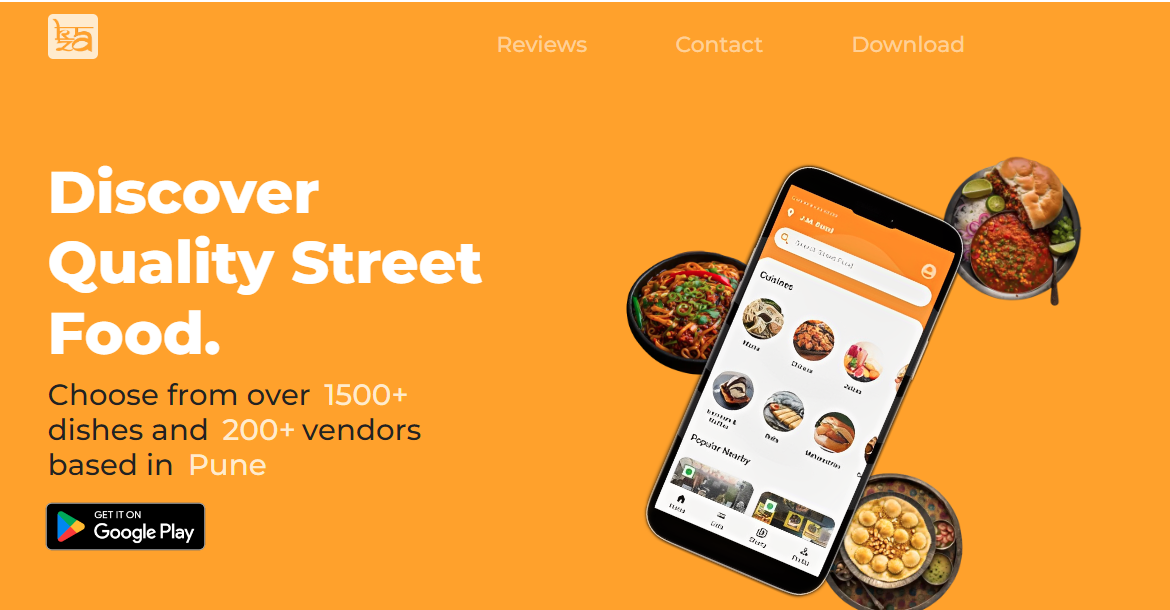 Reviews Contact Download
Discover
Quality Street
Food.
Choose from over 1500+
dishes and 200+ vendors
based in Pune
GET IT ON
Google Play
Cuisines
Popular Nearby